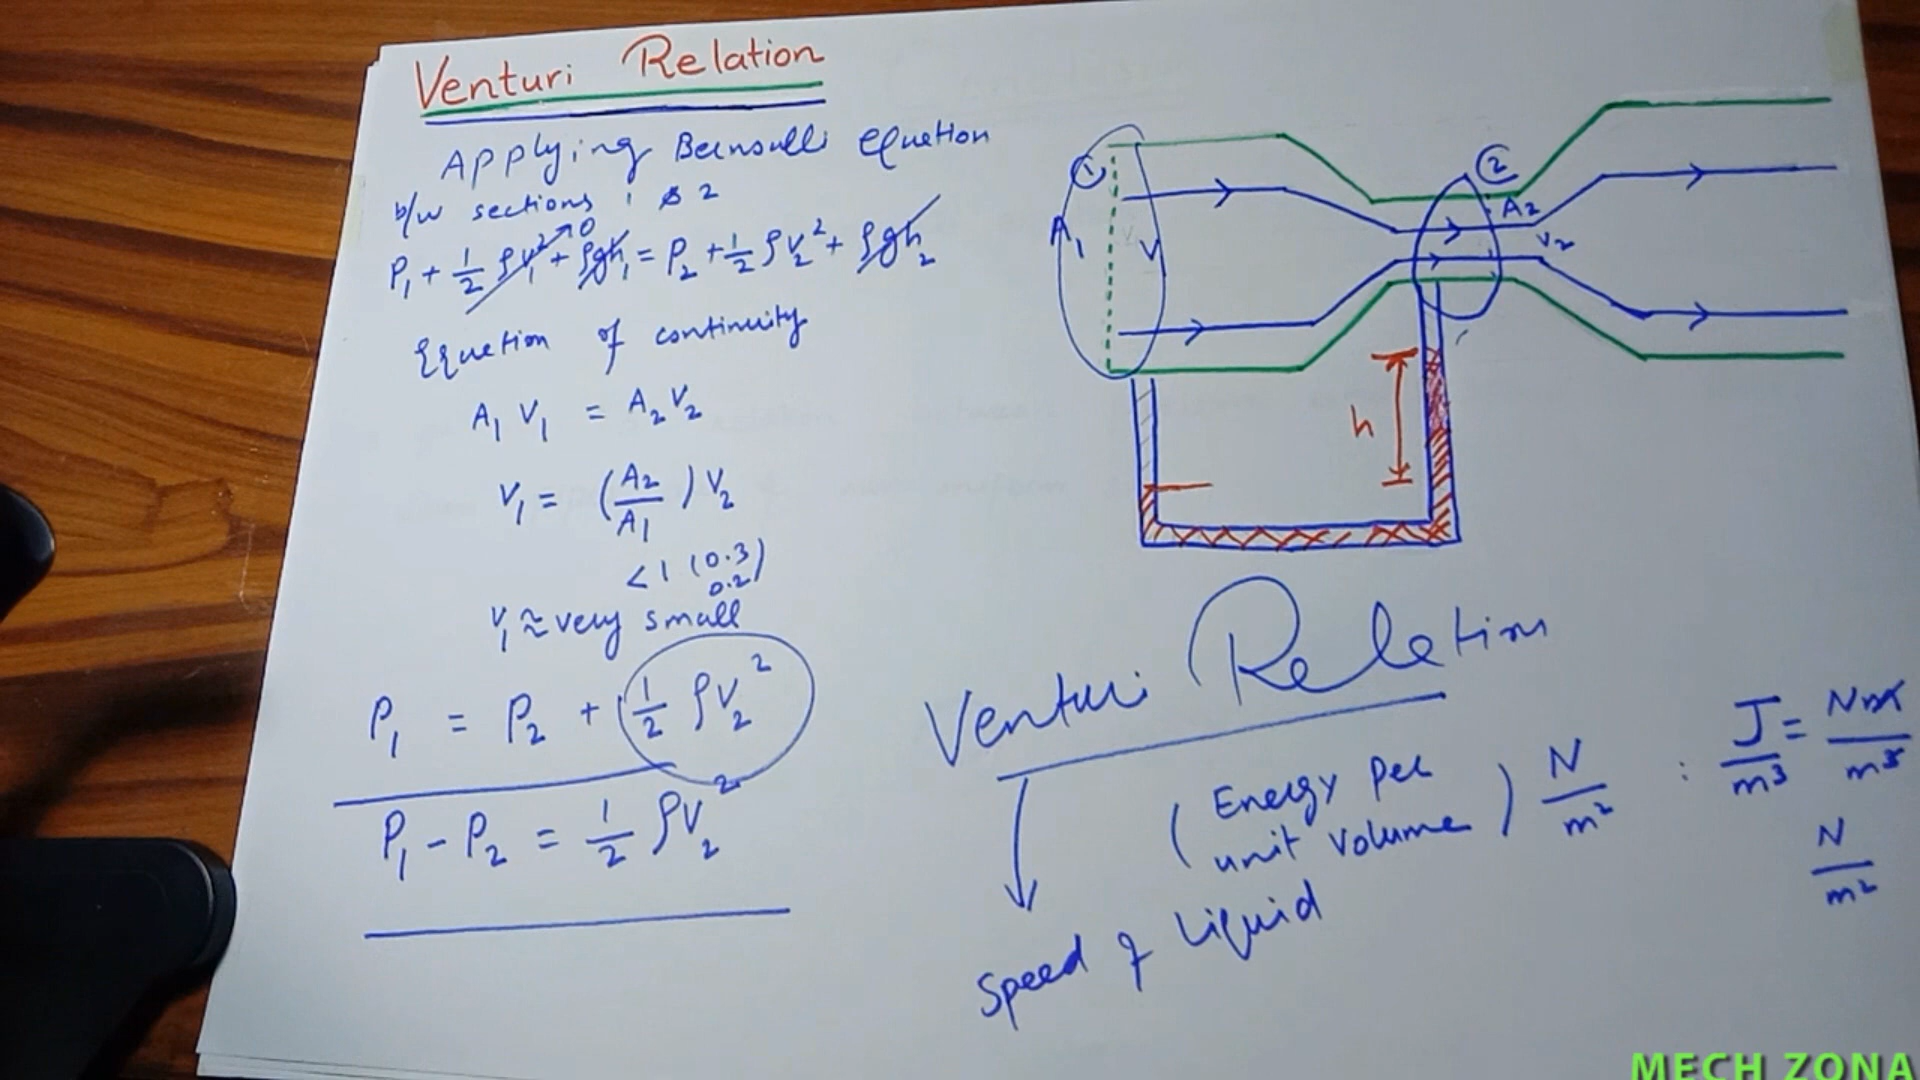 Venturi Relation
Applying Bernoulli equation
b/w sections 1 & 2
P₁ + 1/2 ρV₁² →0 + ρgh₁ = P₂ + 1/2 ρV₂² + ρgh₂
Equation of continuity
A₁ V₁ = A₂ V₂
V₁ = (A₂/A₁) V₂
<1 (0.3)
0.2)
V₁ ≈ very small
P₁ = P₂ + 1/2 ρV₂²
P₁ - P₂ = 1/2 ρV₂²
1
A₁
V
2
A₂
V₂
h
Venturi Relation
(Energy per unit volume) N/m² : J/m³ = Nm/m³
N/m²
Speed of Liquid
MECH ZONA